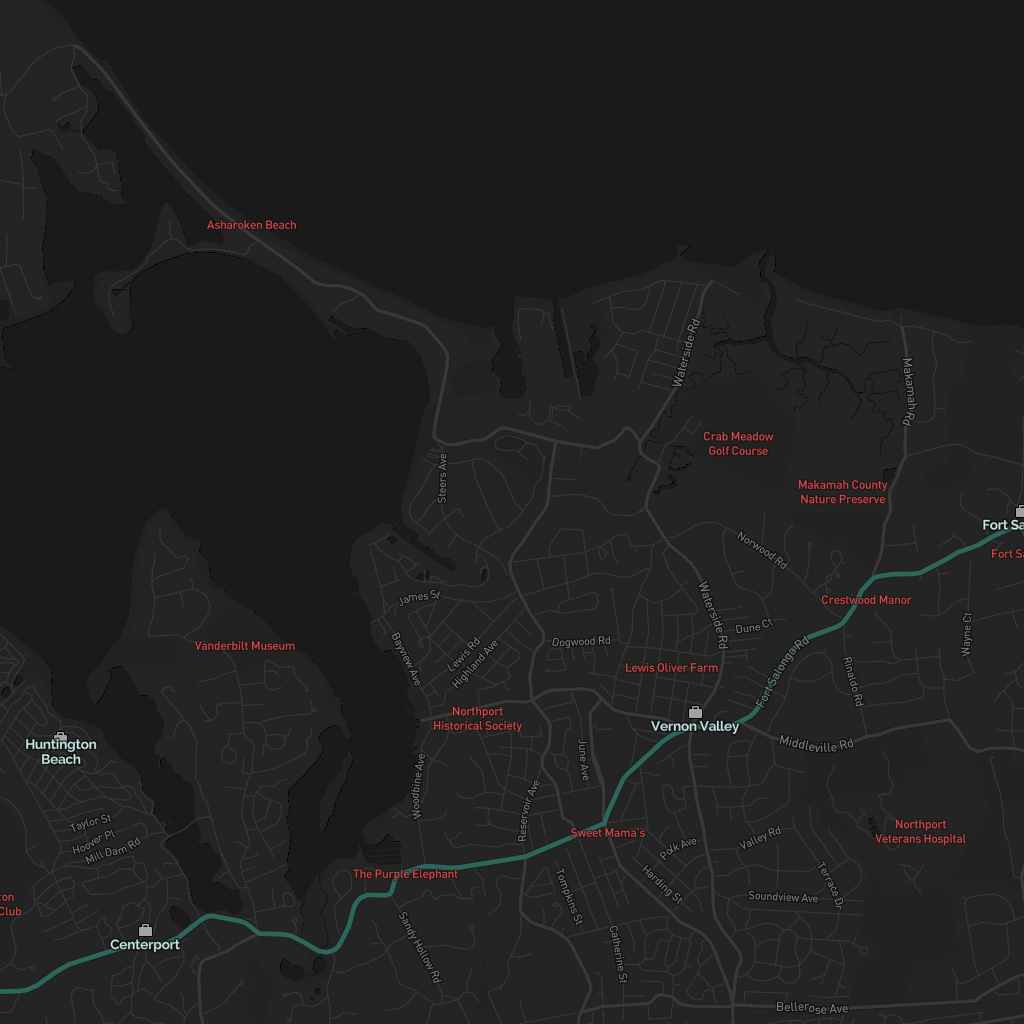 Asharoken Beach
Waterside Rd
Makamah Rd
Crab Meadow
Golf Course
Steers Ave
Makamah County
Nature Preserve
Fort Sa
Fort Sa
Norwood Rd
James St
Crestwood Manor
Waterside Rd
Dune Ct
Wayne Ct
Dogwood Rd
Lewis Rd
Highland Ave
Bayview Ave
Vanderbilt Museum
Lewis Oliver Farm
Fort Salonga Rd
Rinaldo Rd
Northport
Historical Society
Vernon Valley
Huntington
Beach
Middleville Rd
June Ave
Woodbine Ave
Reservoir Ave
Taylor St
Hoover Pl
Mill Dam Rd
Sweet Mama's
Northport
Veterans Hospital
Polk Ave
Valley Rd
The Purple Elephant
Harding St
Terrace Dr
Tompkins St
Soundview Ave
ton
Club
Centerport
Sandy Hollow Rd
Catherine St
Bellerose Ave